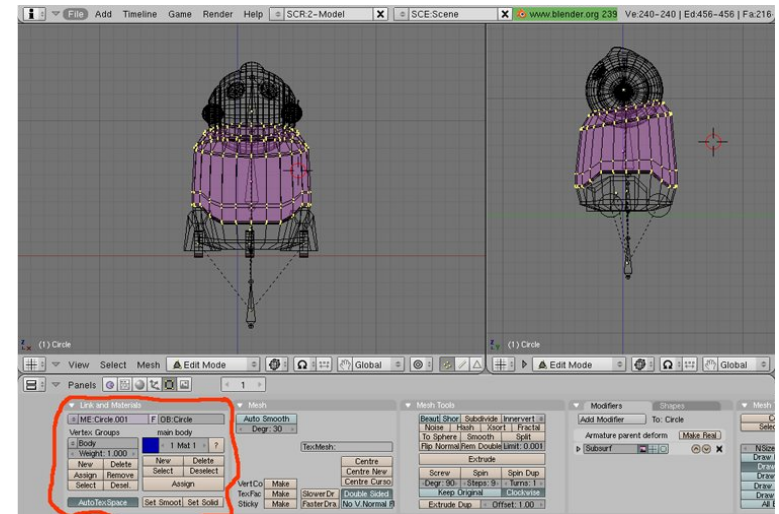 File Add Timeline Game Render Help SCR:2-Model X SCE:Scene X www.blender.org 239 Ve:240-240 | Ed:456-456 | Fa:216-
(1) Circle
(1) Circle
View Select Mesh Edit Mode Global Edit Mode Global
Panels 1
Link and Materials
ME:Circle.001 F OB:Circle
Vertex Groups main body
Body 1 Mat 1 ?
Weight: 1.000
New Delete New Delete
Assign Remove Select Deselect
Select Desel. Assign
AutoTexSpace Set Smoot Set Solid
Mesh
Auto Smooth
Degr: 30
TexMesh:
Centre
Centre New
VertCo Make Centre Curso
TexFac Make SlowerDr Double Sided
Sticky Make FasterDra No V.Normal
Mesh Tools
Beaut Shor Subdivide Innervert
Noise Hash Xsort Fractal
To Sphere Smooth Split
Flip Normal Rem Double Limit: 0.001
Extrude
Screw Spin Spin Dup
Degr: 90 Steps: 9 Turns: 1
Keep Original Clockwise
Extrude Dup Offset: 1.00
Modifiers Shapes
Add Modifier To: Circle
Armature parent deform Make Real
Subsurf X
Mesh
Selec
NSize
Draw
Draw
Draw
Draw
All E